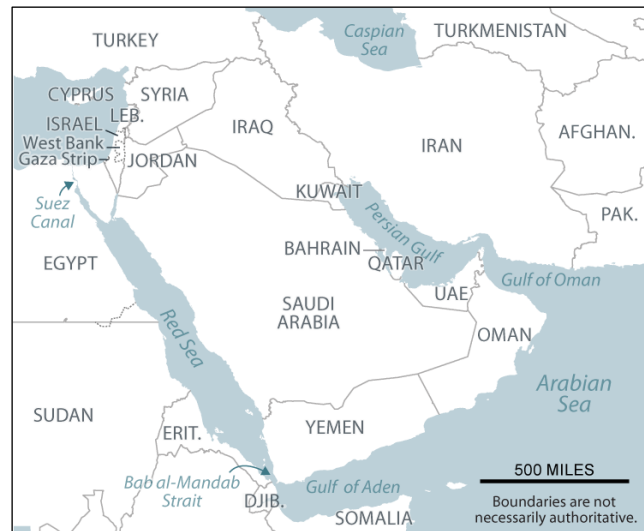 TURKEY
Caspian
Sea
TURKMENISTAN
CYPRUS
SYRIA
LEB.
ISRAEL
West Bank
Gaza Strip
JORDAN
IRAQ
IRAN
AFGHAN.
KUWAIT
PAK.
Suez
Canal
Persian Gulf
BAHRAIN
QATAR
EGYPT
UAE
Gulf of Oman
SAUDI
ARABIA
OMAN
Red Sea
Arabian
Sea
SUDAN
ERIT.
YEMEN
Bab al-Mandab
Strait
Gulf of Aden
DJIB.
SOMALIA
500 MILES
Boundaries are not
necessarily authoritative.